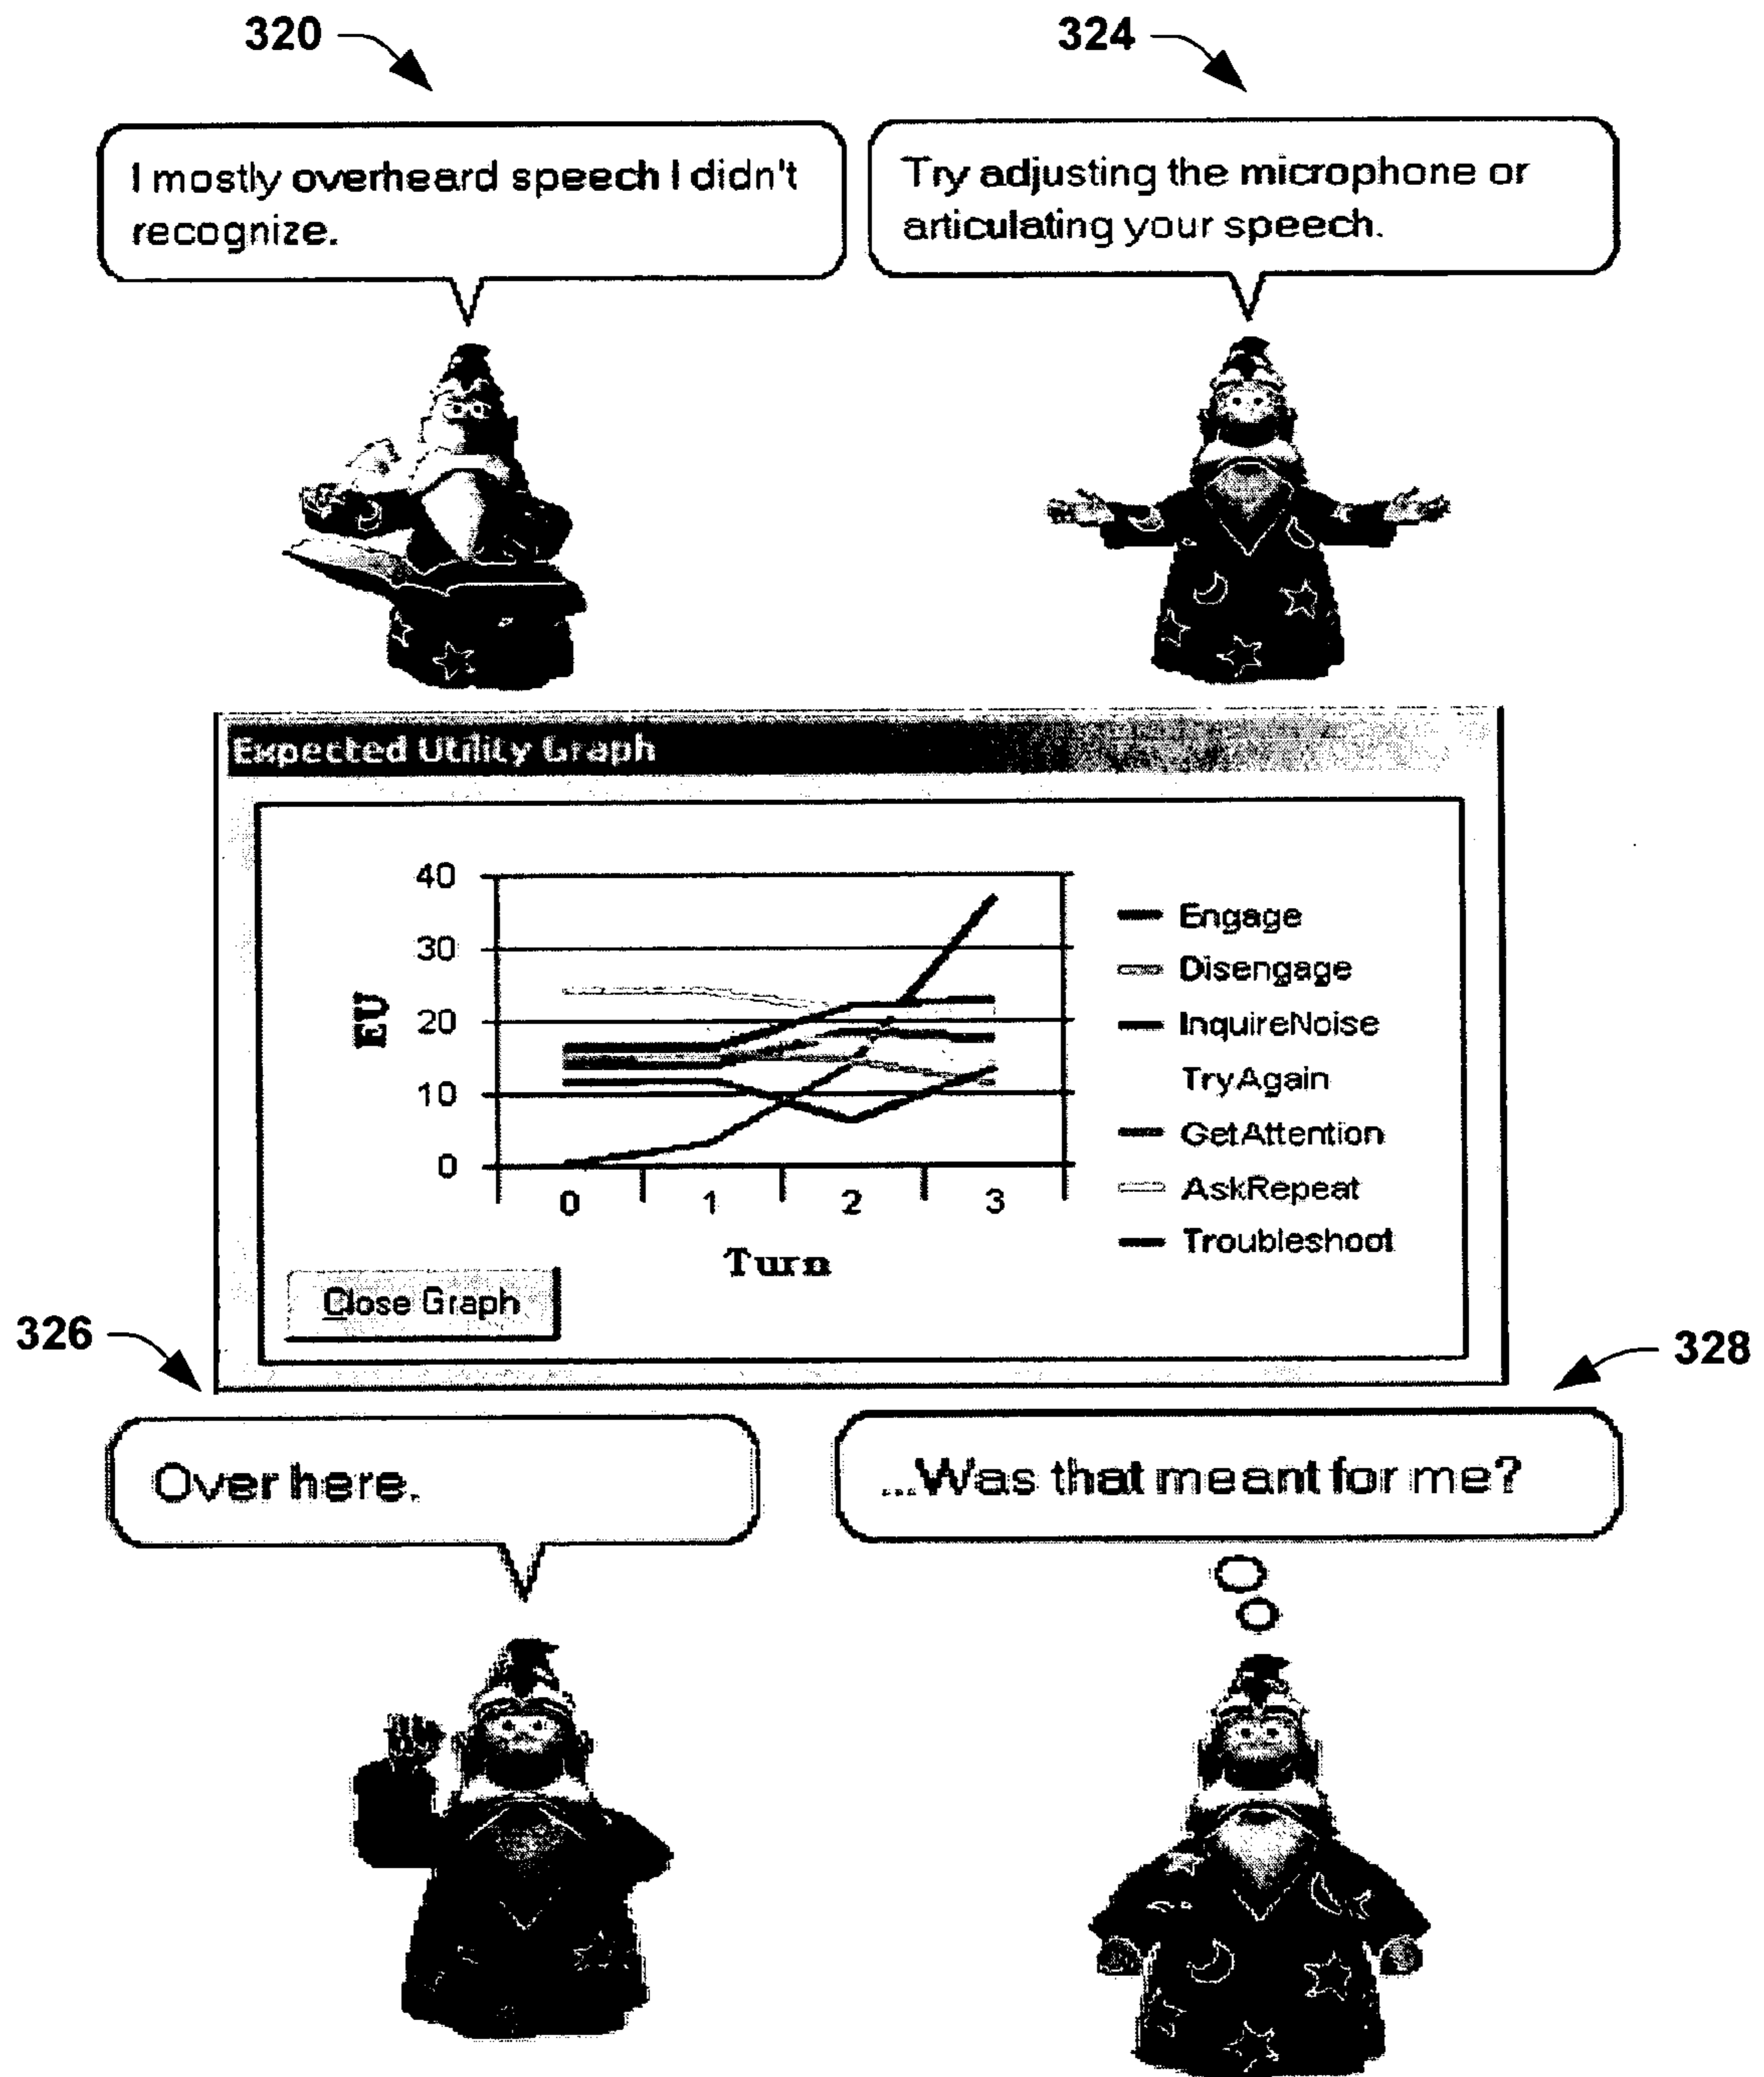 320
324
I mostly overheard speech I didn't
recognize.
Try adjusting the microphone or
articulating your speech.
Expected Utility Graph
40
30
20
10
0
EU
0 1 2 3
Turn
Engage
Disengage
InquireNoise
TryAgain
GetAttention
AskRepeat
Troubleshoot
Close Graph
326
328
Over here.
...Was that meant for me?